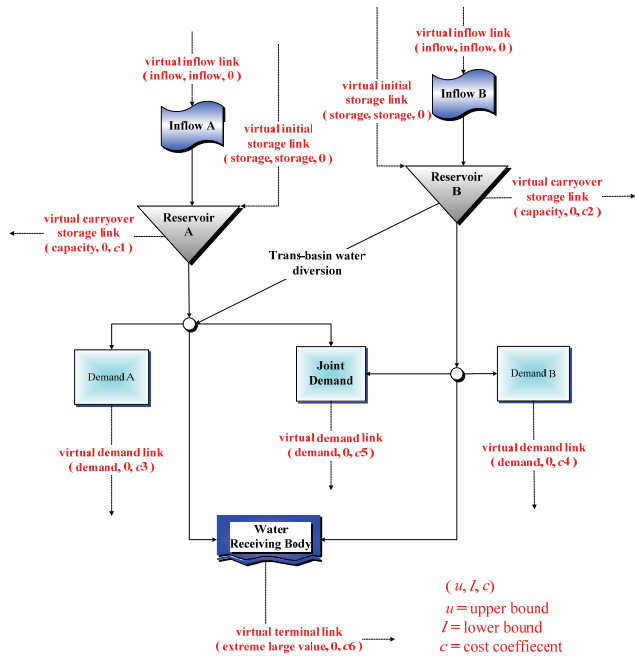 virtual inflow link
(inflow, inflow, 0)
Inflow A
virtual initial
storage link
(storage, storage, 0)
virtual inflow link
(inflow, inflow, 0)
Inflow B
virtual initial
storage link
(storage, storage, 0)
Reservoir
A
virtual carryover
storage link
(capacity, 0, c1)
Reservoir
B
virtual carryover
storage link
(capacity, 0, c2)
Trans-basin water
diversion
Demand A
Joint
Demand
Demand B
virtual demand link
(demand, 0, c3)
virtual demand link
(demand, 0, c5)
virtual demand link
(demand, 0, c4)
Water
Receiving Body
virtual terminal link
(extreme large value, 0, c6)
(u, l, c)
u = upper bound
l = lower bound
c = cost coeffiecent